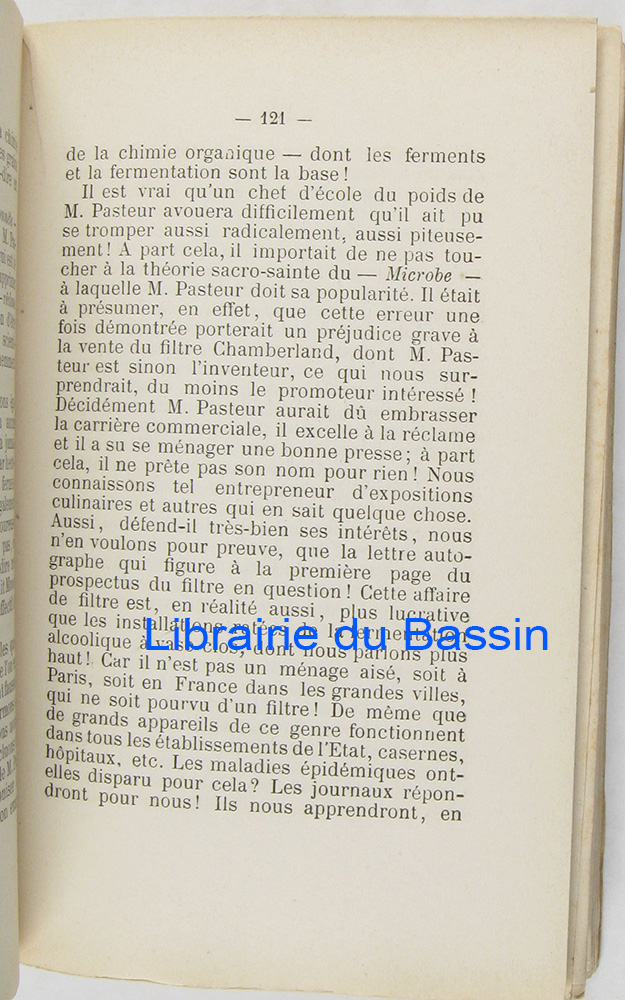 — 121 —
de la chimie organique — dont les ferments
et la fermentation sont la base !
Il est vrai qu'un chef d'école du poids de
M. Pasteur avouera difficilement qu'il ait pu
se tromper aussi radicalement, aussi piteuse-
ment! A part cela, il importait de ne pas tou-
cher à la théorie sacro-sainte du — Microbe —
à laquelle M. Pasteur doit sa popularité. Il était
à présumer, en effet, que cette erreur une
fois démontrée porterait un préjudice grave à
la vente du filtre Chamberland, dont M. Pas-
teur est sinon l'inventeur, ce qui nous sur-
prendrait, du moins le promoteur intéressé !
Décidément M. Pasteur aurait dû embrasser
la carrière commerciale, il excelle à la réclame
et il a su se ménager une bonne presse; à part
cela, il ne prête pas son nom pour rien! Nous
connaissons tel entrepreneur d'expositions
culinaires et autres qui en sait quelque chose.
Aussi, défend-il très-bien ses intérêts, nous
n'en voulons pour preuve, que la lettre auto-
graphe qui figure à la première page du
prospectus du filtre en question! Cette affaire
de filtre est, en réalité aussi, plus lucrative
que les installations ratées de la fermentation
alcoolique à vase clos, dont nous parlons plus
haut! Car il n'est pas un ménage aisé, soit à
Paris, soit en France dans les grandes villes,
qui ne soit pourvu d'un filtre! De même que
de grands appareils de ce genre fonctionnent
dans tous les établissements de l'Etat, casernes,
hôpitaux, etc. Les maladies épidémiques ont-
elles disparu pour cela? Les journaux répon-
dront pour nous! Ils nous apprendront, en
Librairie du Bassin